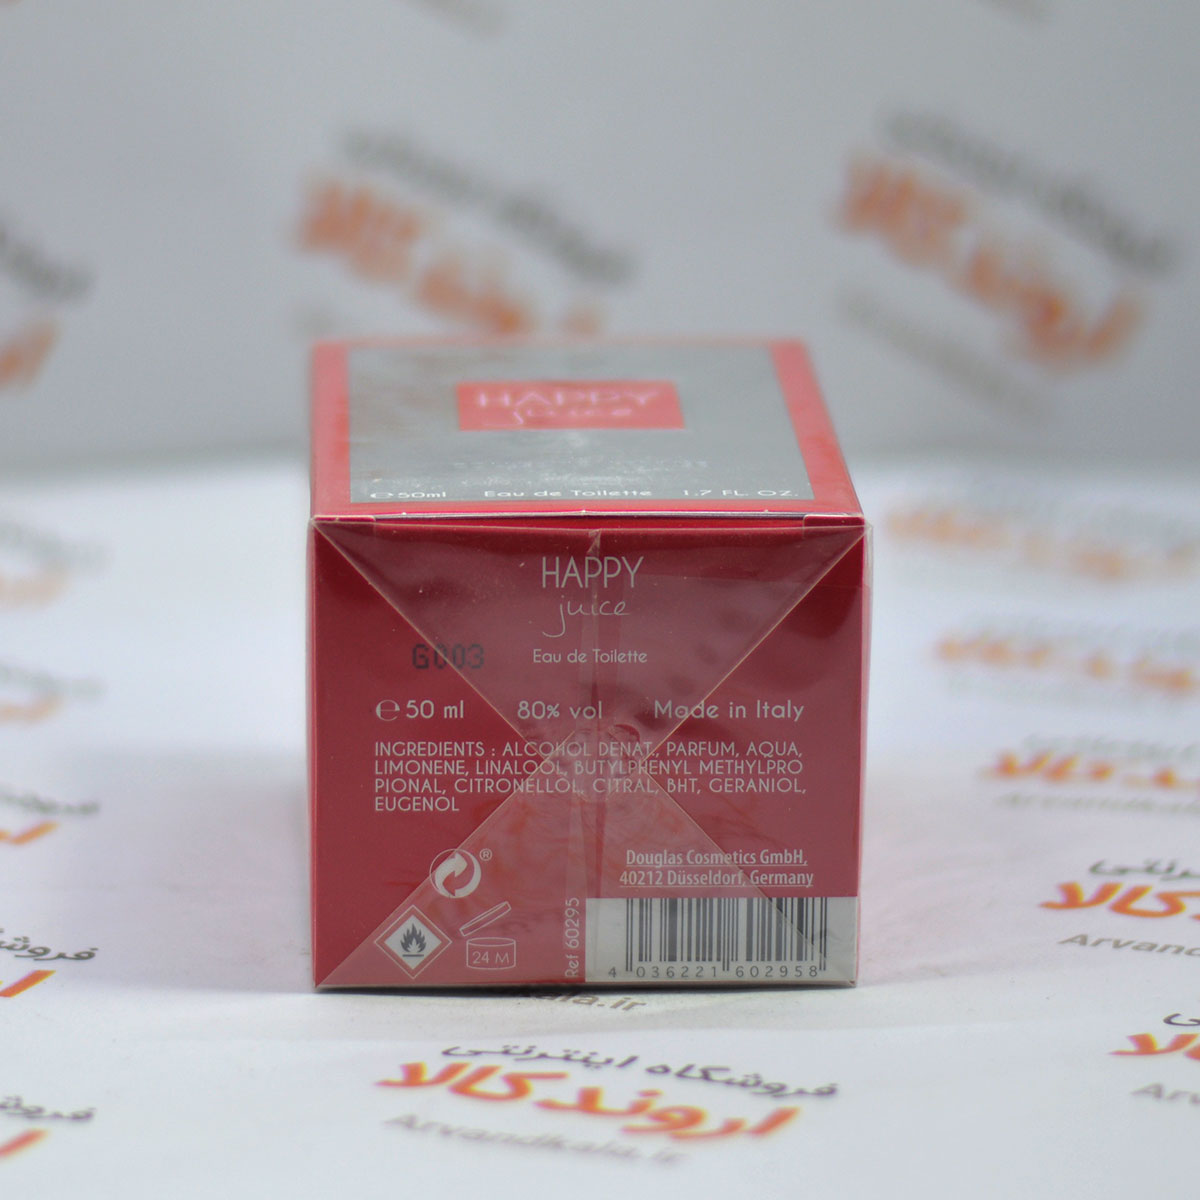 HAPPY
juice
℮50ml Eau de Toilette 1.7 FL. OZ.
HAPPY
juice
G003
Eau de Toilette
℮ 50 ml 80% vol Made in Italy
INGREDIENTS : ALCOHOL DENAT., PARFUM, AQUA,
LIMONENE, LINALOOL, BUTYLPHENYL METHYLPRO
PIONAL, CITRONELLOL, CITRAL, BHT, GERANIOL,
EUGENOL
®
Douglas Cosmetics GmbH,
40212 Düsseldorf, Germany
24 M
Ref 60295
4 036221 602958
فروشگاه اینترنتی
اروندکالا
Arvandkala.ir